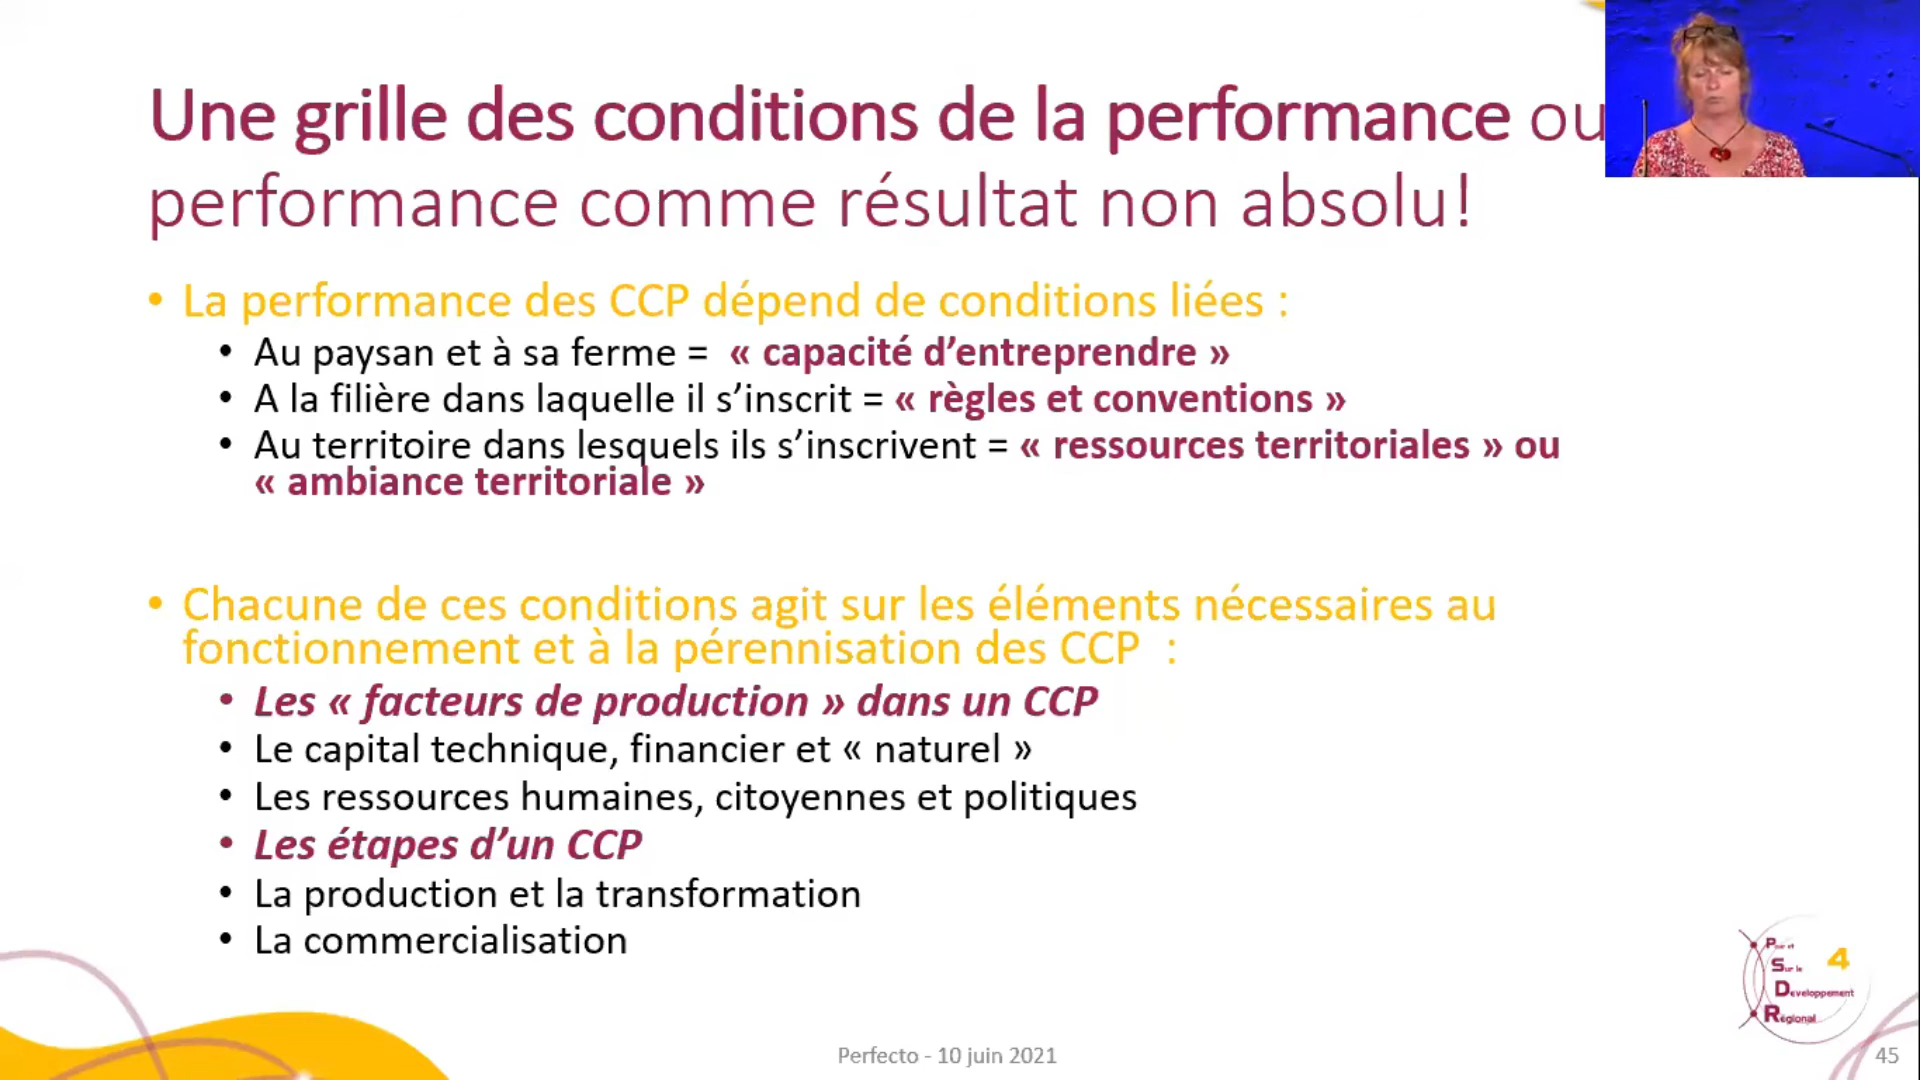 Une grille des conditions de la performance ou
performance comme résultat non absolu!
• La performance des CCP dépend de conditions liées :
• Au paysan et à sa ferme = « capacité d’entreprendre »
• A la filière dans laquelle il s’inscrit = « règles et conventions »
• Au territoire dans lesquels ils s’inscrivent = « ressources territoriales » ou
« ambiance territoriale »
• Chacune de ces conditions agit sur les éléments nécessaires au
fonctionnement et à la pérennisation des CCP :
• Les « facteurs de production » dans un CCP
• Le capital technique, financier et « naturel »
• Les ressources humaines, citoyennes et politiques
• Les étapes d’un CCP
• La production et la transformation
• La commercialisation
Pour et
Sur le 4
Developpement
Régional
Perfecto - 10 juin 2021
45